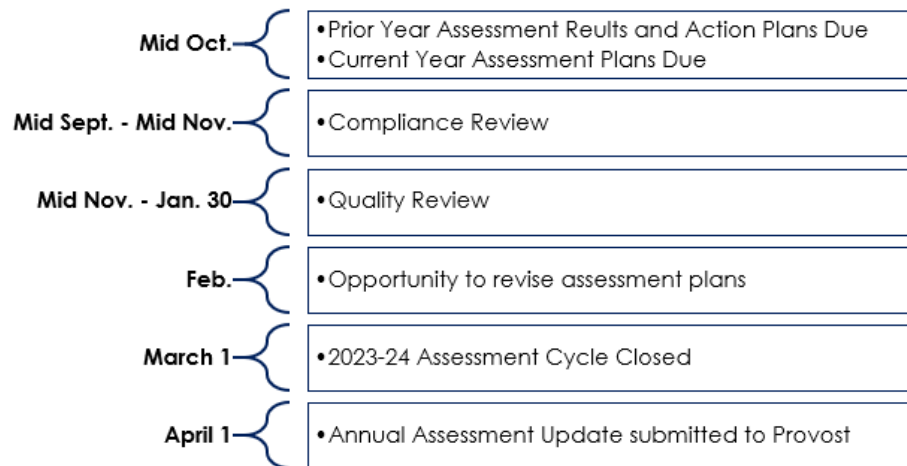 Mid Oct.
•Prior Year Assessment Reults and Action Plans Due
•Current Year Assessment Plans Due
Mid Sept. - Mid Nov.
•Compliance Review
Mid Nov. - Jan. 30
•Quality Review
Feb.
•Opportunity to revise assessment plans
March 1
•2023-24 Assessment Cycle Closed
April 1
•Annual Assessment Update submitted to Provost